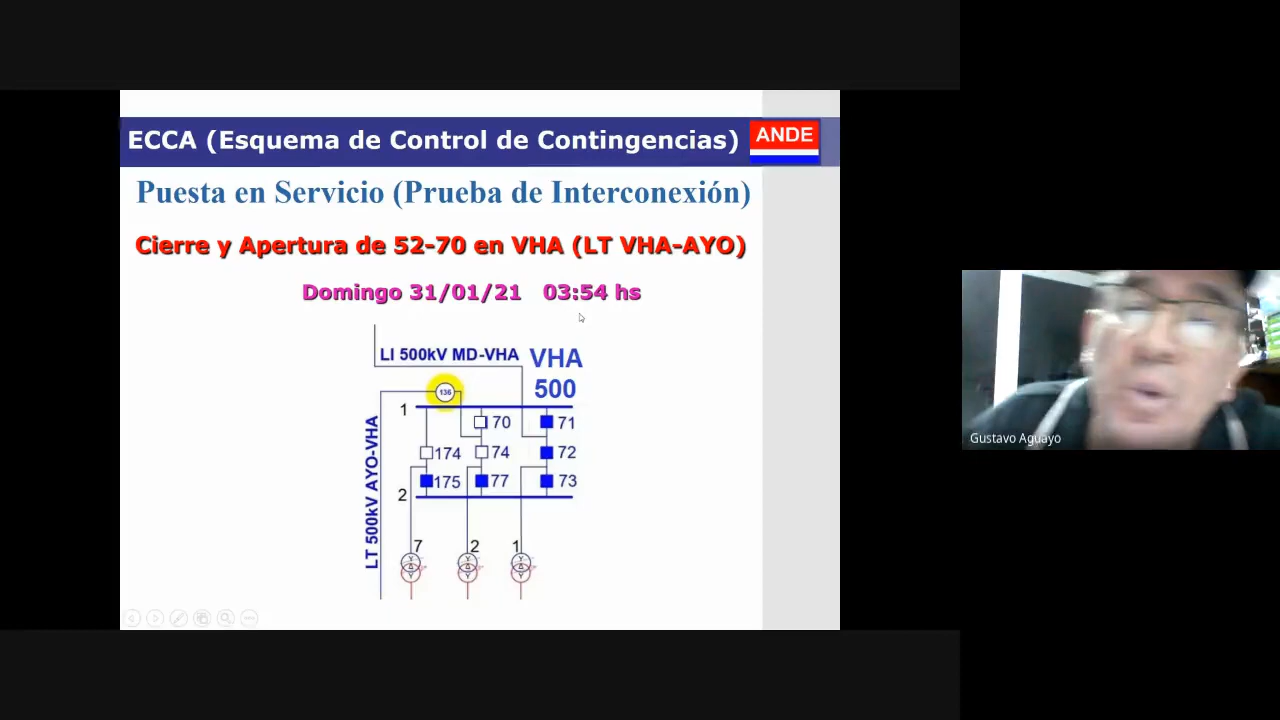 ECCA (Esquema de Control de Contingencias)
ANDE
Puesta en Servicio (Prueba de Interconexión)
Cierre y Apertura de 52-70 en VHA (LT VHA-AYO)
Domingo 31/01/21 03:54 hs
LI 500kV MD-VHA
VHA
500
136
1
70
71
174
74
72
175
77
73
2
LT 500kV AYO-VHA
7
2
1
Gustavo Aguayo